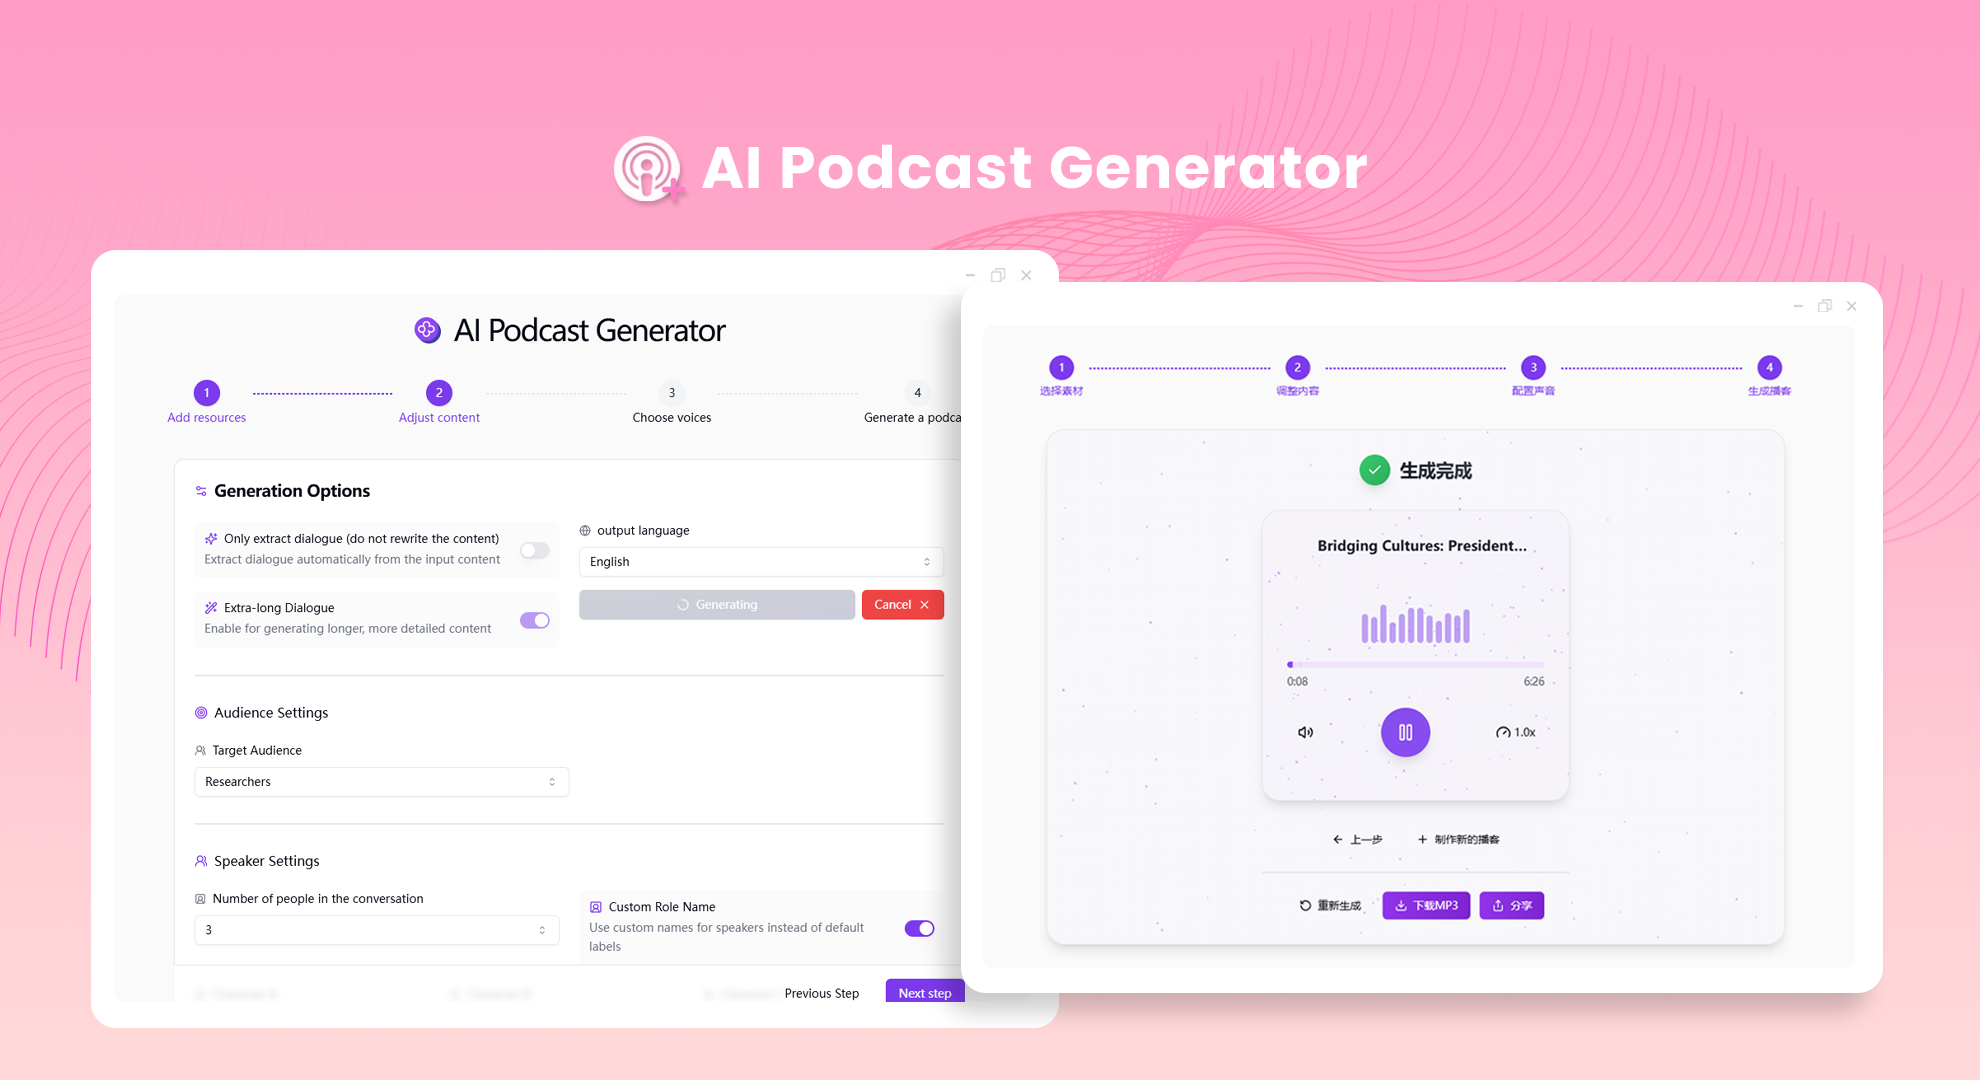 AI Podcast Generator
AI Podcast Generator
1
2
3
4
Add resources
Adjust content
Choose voices
Generate a podca
Generation Options
Only extract dialogue (do not rewrite the content)
Extract dialogue automatically from the input content
Extra-long Dialogue
Enable for generating longer, more detailed content
output language
English
Generating
Cancel
Audience Settings
Target Audience
Researchers
Speaker Settings
Number of people in the conversation
3
Custom Role Name
Use custom names for speakers instead of default
labels
Previous Step
Next step
1
2
3
4
选择素材
调整内容
配置声音
生成播客
生成完成
Bridging Cultures: President...
0:08
6:26
1.0x
上一步
制作新的播客
重新生成
下载MP3
分享